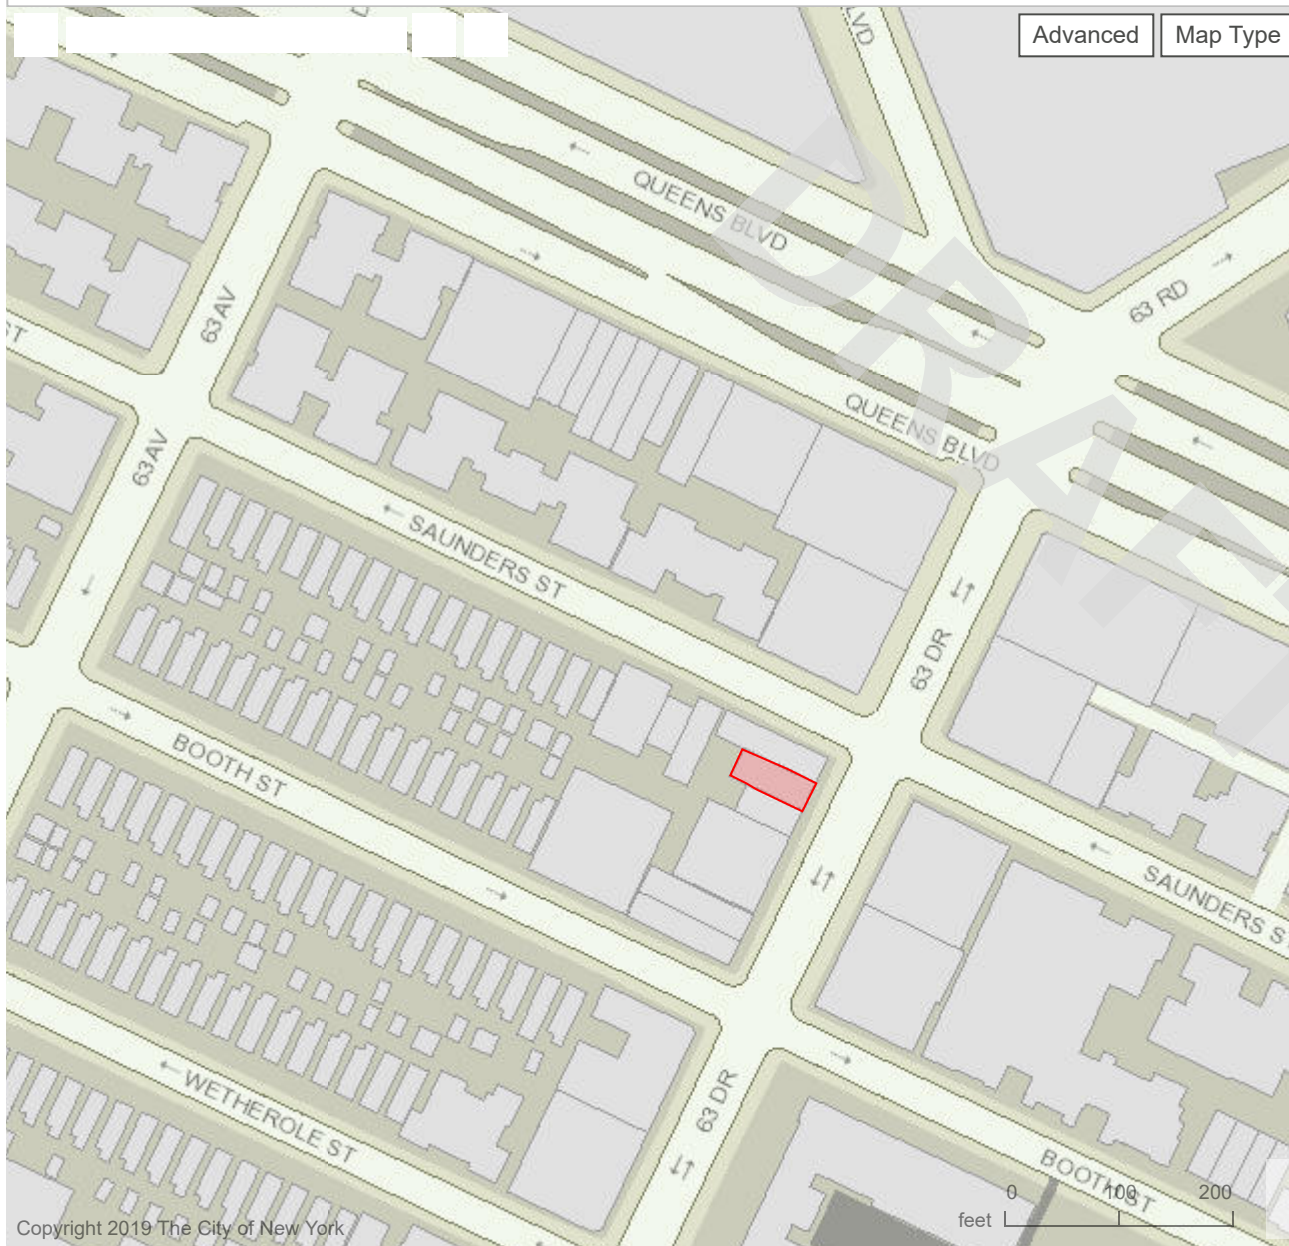 Advanced
Map Type
LVD
QUEENS BLVD
63 RD
63 AV
ST
QUEENS BLVD
63 AV
SAUNDERS ST
63 DR
BOOTH ST
SAUNDERS S
63 DR
WETHEROLE ST
BOOTH ST
0 100 200
feet
Copyright 2019 The City of New York
DRAFT